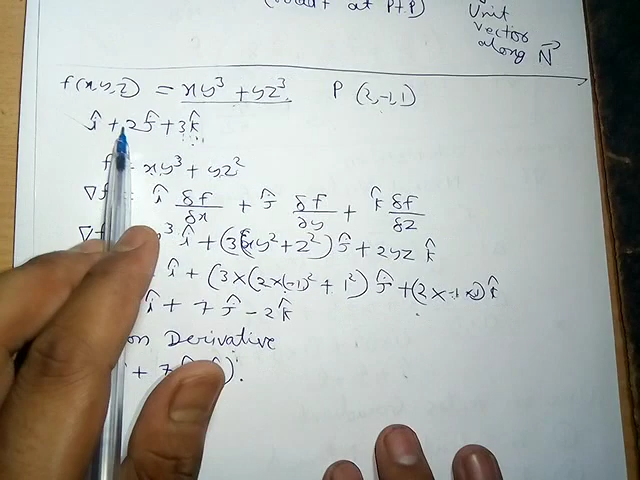 at P+P)
Unit
vector
along N⃗
f(x,y,z) = xy³ + yz³ P (2,-1,1)
î + 2ĵ + 3k̂
f = xy³ + yz²
∇f = î δf/δx + ĵ δf/δy + k̂ δf/δz
∇f y³ î + (3xy² + z²) ĵ + 2yz k̂
î + (3×(2×(-1)² + 1²) ĵ + (2×-1×1) k̂
î + 7ĵ - 2k̂
on Derivative
+ 7